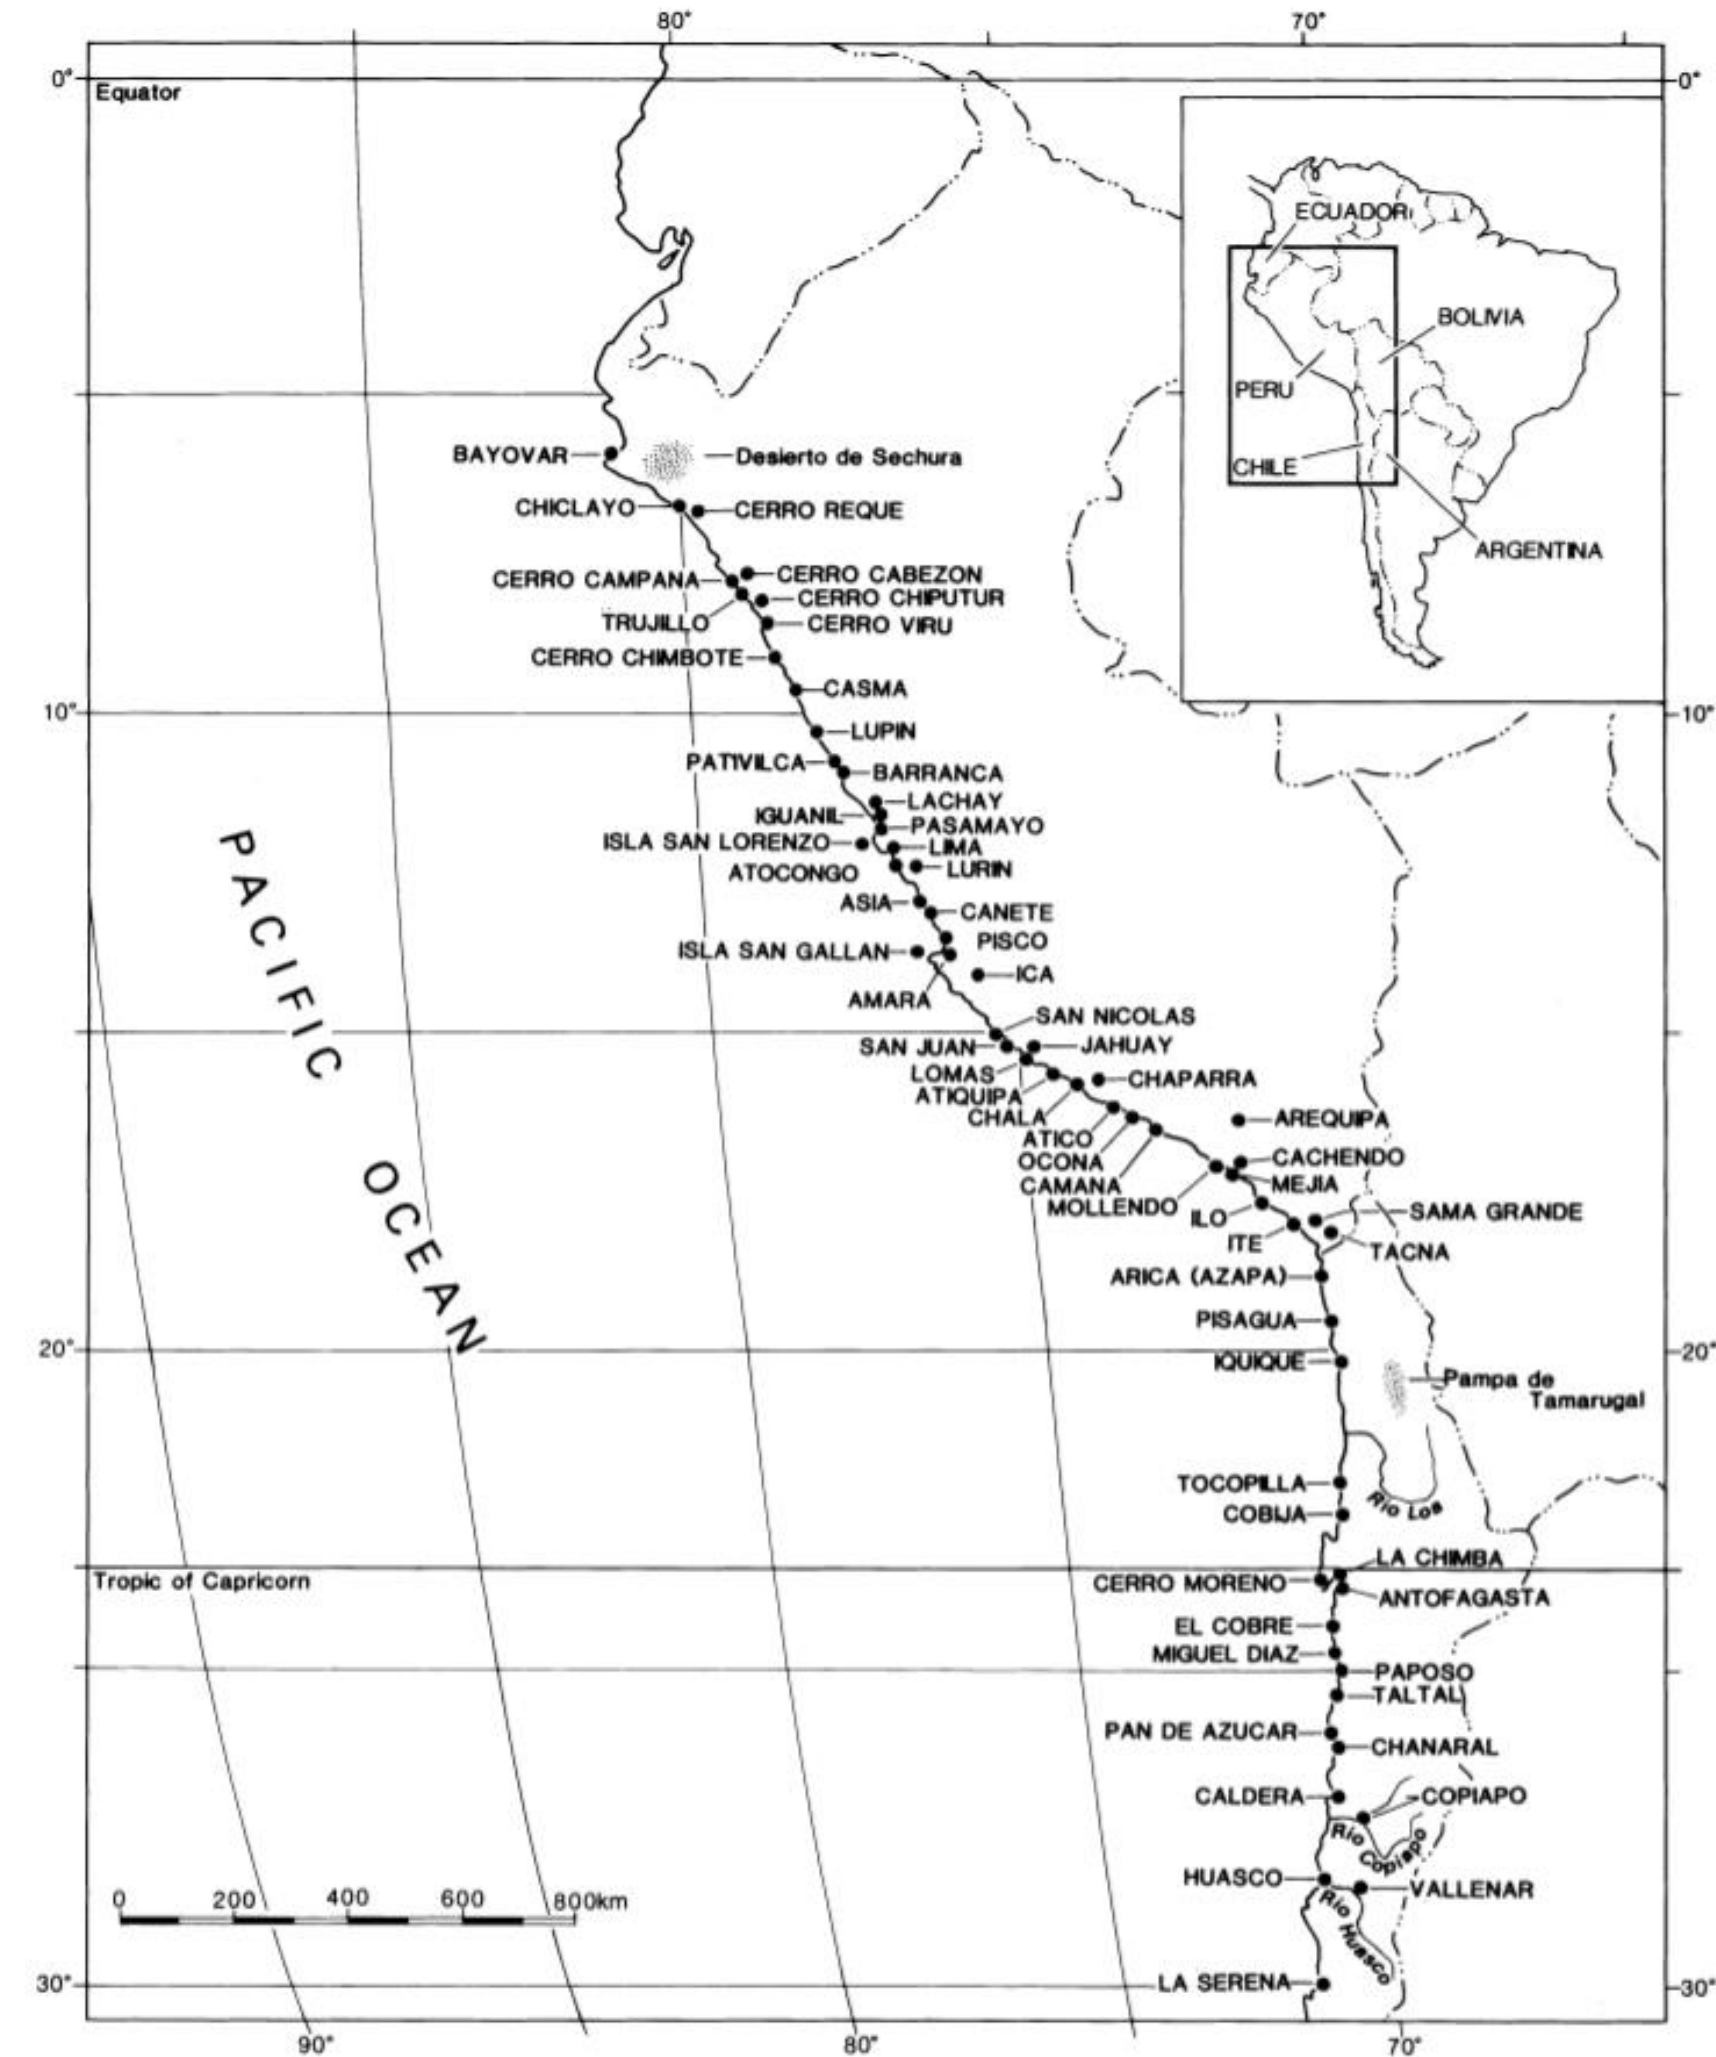 80°
70°
0°
0°
Equator
ECUADOR
BOLIVIA
PERU
CHILE
ARGENTINA
BAYOVAR
Desierto de Sechura
CHICLAYO
CERRO REQUE
CERRO CAMPANA
CERRO CABEZON
CERRO CHIPUTUR
TRUJILLO
CERRO VIRU
CERRO CHIMBOTE
CASMA
10°
10°
LUPIN
PATIVILCA
BARRANCA
LACHAY
IGUANIL
PASAMAYO
ISLA SAN LORENZO
LIMA
ATOCONGO
LURIN
ASIA
CANETE
PISCO
ISLA SAN GALLAN
ICA
AMARA
PACIFIC OCEAN
SAN NICOLAS
SAN JUAN
JAHUAY
LOMAS
CHAPARRA
ATIQUIPA
CHALA
AREQUIPA
ATICO
OCONA
CACHENDO
CAMANA
MEJIA
MOLLENDO
ILO
SAMA GRANDE
ITE
TACNA
ARICA (AZAPA)
PISAGUA
20°
20°
IQUIQUE
Pampa de
Tamarugal
TOCOPILLA
Río Loa
COBIJA
LA CHIMBA
Tropic of Capricorn
CERRO MORENO
ANTOFAGASTA
EL COBRE
MIGUEL DIAZ
PAPOSO
TALTAL
PAN DE AZUCAR
CHANARAL
CALDERA
COPIAPO
Río Copiapo
HUASCO
VALLENAR
Río Huasco
0 200 400 600 800km
30°
30°
LA SERENA
90°
80°
70°